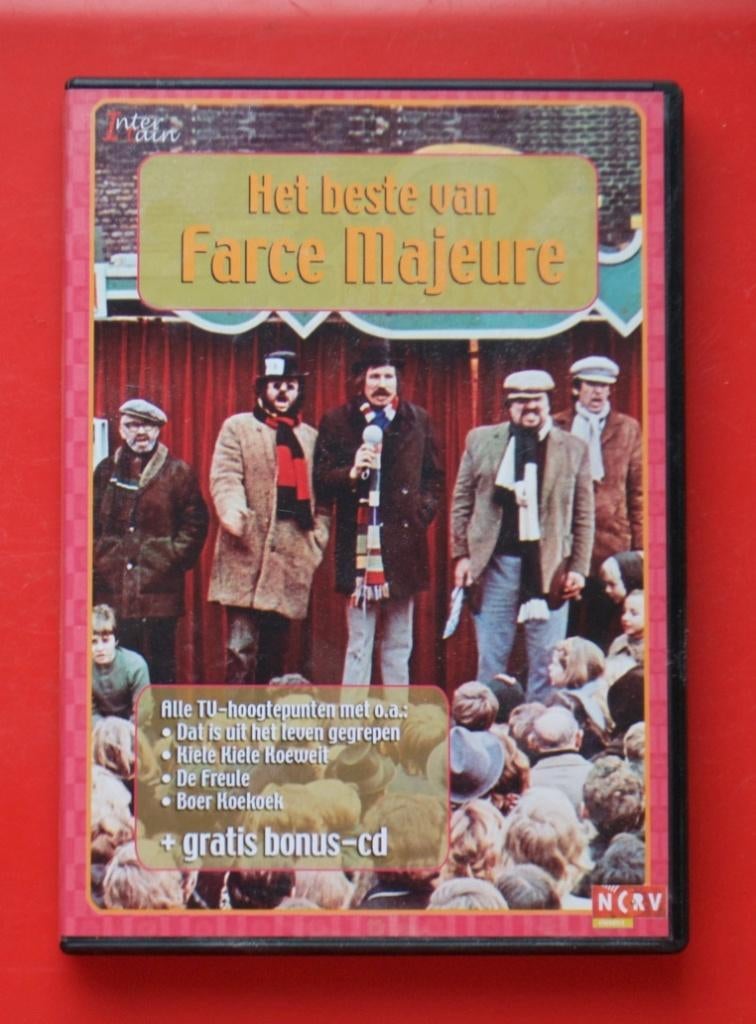 Inter
tain
Het beste van
Farce Majeure
Alle TV-hoogtepunten met o.a.:
• Dat is uit het leven gegrepen
• Kiele Kiele Koeweit
• De Freule
• Boer Koekoek
+ gratis bonus-cd
NCRV